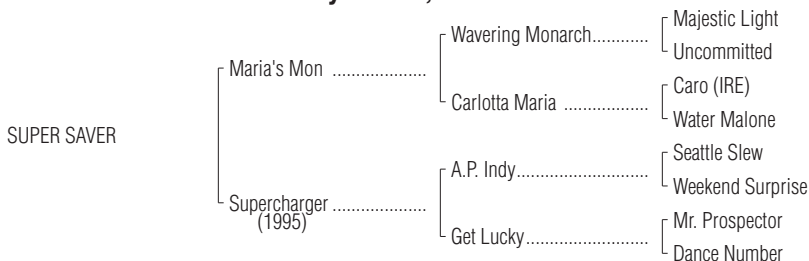 Majestic Light
Wavering Monarch............
Uncommitted
Maria's Mon ....................
Caro (IRE)
Carlotta Maria ..................
Water Malone
SUPER SAVER
Seattle Slew
A.P. Indy............................
Weekend Surprise
Supercharger ....................
(1995)
Mr. Prospector
Get Lucky..........................
Dance Number